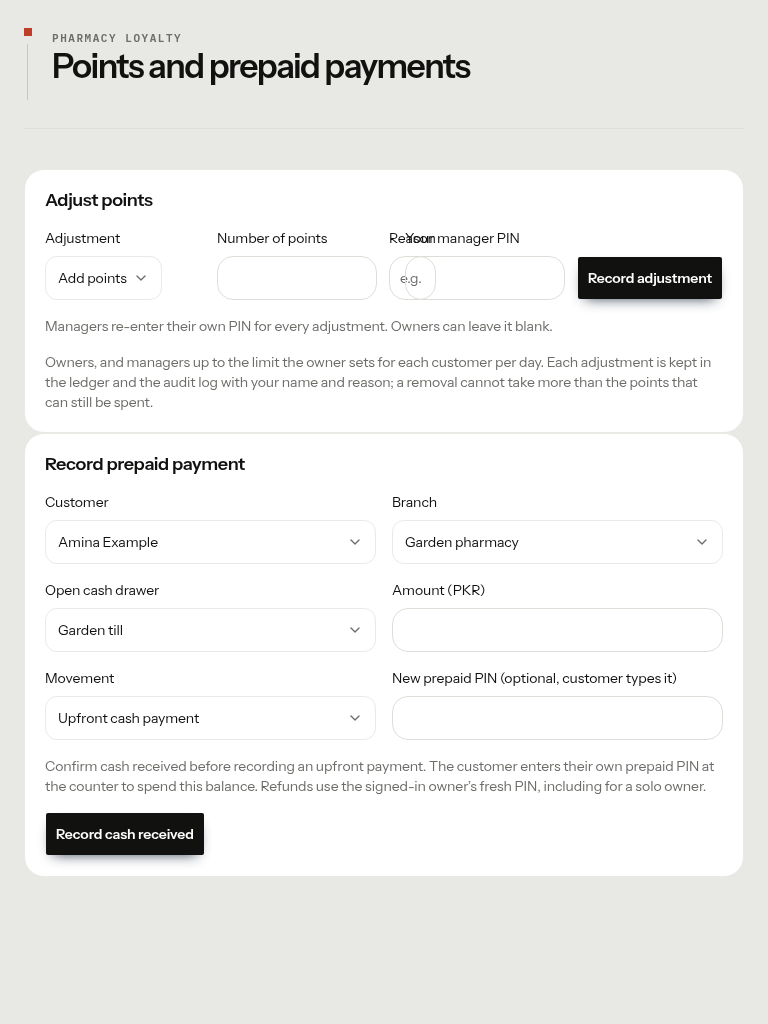 PHARMACY LOYALTY
Points and prepaid payments
Adjust points
Adjustment
Number of points
Reason
Your manager PIN
Add points
e.g.
Record adjustment
Managers re-enter their own PIN for every adjustment. Owners can leave it blank.
Owners, and managers up to the limit the owner sets for each customer per day. Each adjustment is kept in
the ledger and the audit log with your name and reason; a removal cannot take more than the points that
can still be spent.
Record prepaid payment
Customer
Branch
Amina Example
Garden pharmacy
Open cash drawer
Amount (PKR)
Garden till
Movement
New prepaid PIN (optional, customer types it)
Upfront cash payment
Confirm cash received before recording an upfront payment. The customer enters their own prepaid PIN at
the counter to spend this balance. Refunds use the signed-in owner's fresh PIN, including for a solo owner.
Record cash received